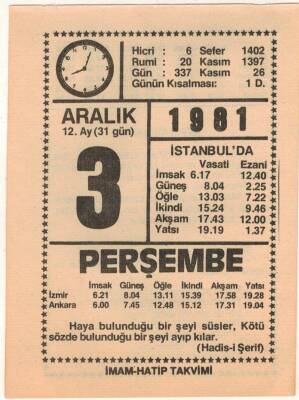 Hicri : 6 Sefer 1402
Rumi : 20 Kasım 1397
Gün : 337 Kasım 26
Günün Kısalması: 1 D.
ARALIK
12. Ay (31 gün)
3
1981
İSTANBUL'DA
Vasati Ezani
İmsak 6.17 12.40
Güneş 8.04 2.25
Öğle 13.03 7.22
İkindi 15.24 9.46
Akşam 17.43 12.00
Yatsı 19.19 1.37
PERŞEMBE
İmsak Güneş Öğle İkindi Akşam Yatsı
İzmir 6.21 8.04 13.11 15.39 17.58 19.28
Ankara 6.00 7.45 12.48 15.12 17.31 19.04
Haya bulunduğu bir şeyi süsler, Kötü
sözde bulunduğu bir şeyi ayıp kılar.
(Hadis-i Şerif)
İMAM-HATİP TAKVİMİ